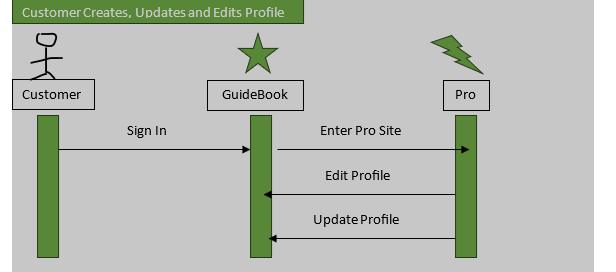 Customer Creates, Updates and Edits Profile
Customer
GuideBook
Pro
Sign In
Enter Pro Site
Edit Profile
Update Profile